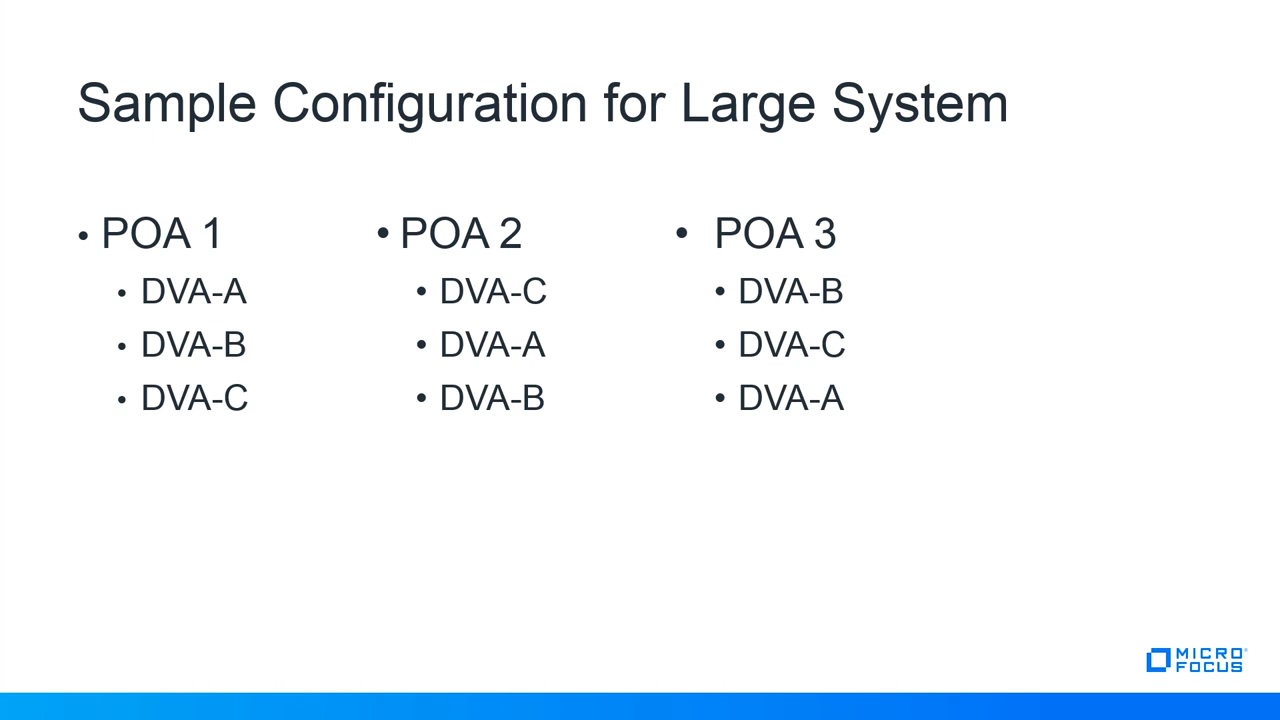 Sample Configuration for Large System
• POA 1
• DVA-A
• DVA-B
• DVA-C
• POA 2
• DVA-C
• DVA-A
• DVA-B
• POA 3
• DVA-B
• DVA-C
• DVA-A
MICRO
FOCUS